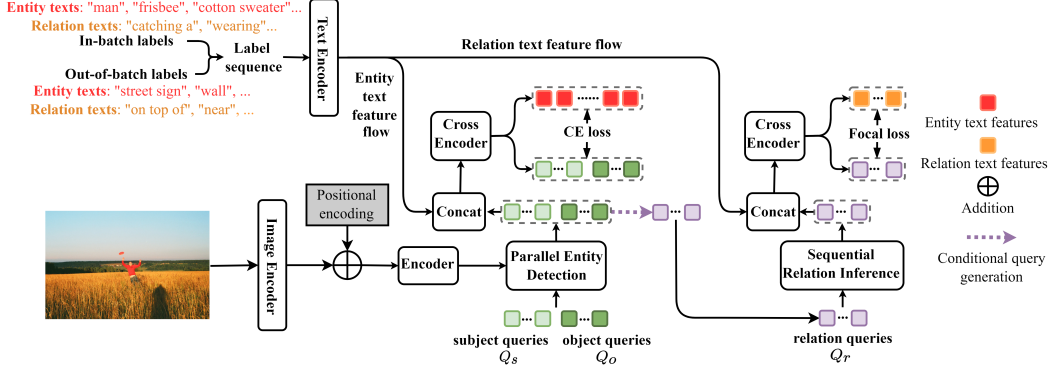 Entity texts: "man", "frisbee", "cotton sweater"...
Relation texts: "catching a", "wearing"...
In-batch labels
Out-of-batch labels
Label
sequence
Entity texts: "street sign", "wall", ...
Relation texts: "on top of", "near", ...
Text Encoder
Relation text feature flow
Entity
text
feature
flow
Cross
Encoder
CE loss
Concat
Cross
Encoder
Focal loss
Concat
Entity text features
Relation text features
Addition
Conditional query
generation
Positional
encoding
Image Encoder
Encoder
Parallel Entity
Detection
Sequential
Relation Inference
subject queries
Qs
object queries
Qo
relation queries
Qr